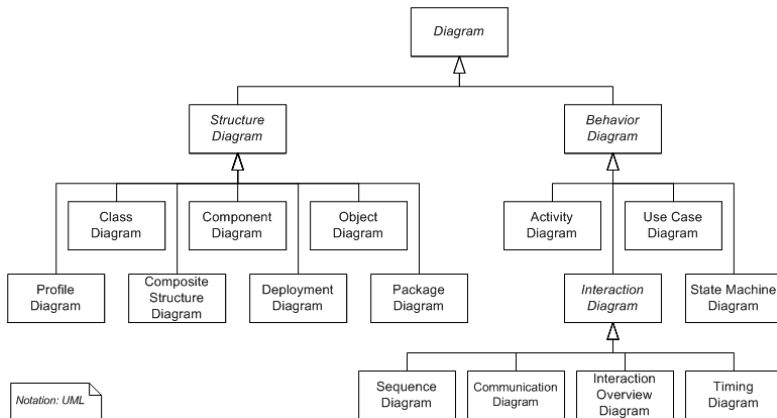 Diagram
Structure
Diagram
Behavior
Diagram
Class
Diagram
Component
Diagram
Object
Diagram
Activity
Diagram
Use Case
Diagram
Profile
Diagram
Composite
Structure
Diagram
Deployment
Diagram
Package
Diagram
Interaction
Diagram
State Machine
Diagram
Sequence
Diagram
Communication
Diagram
Interaction
Overview
Diagram
Timing
Diagram
Notation: UML